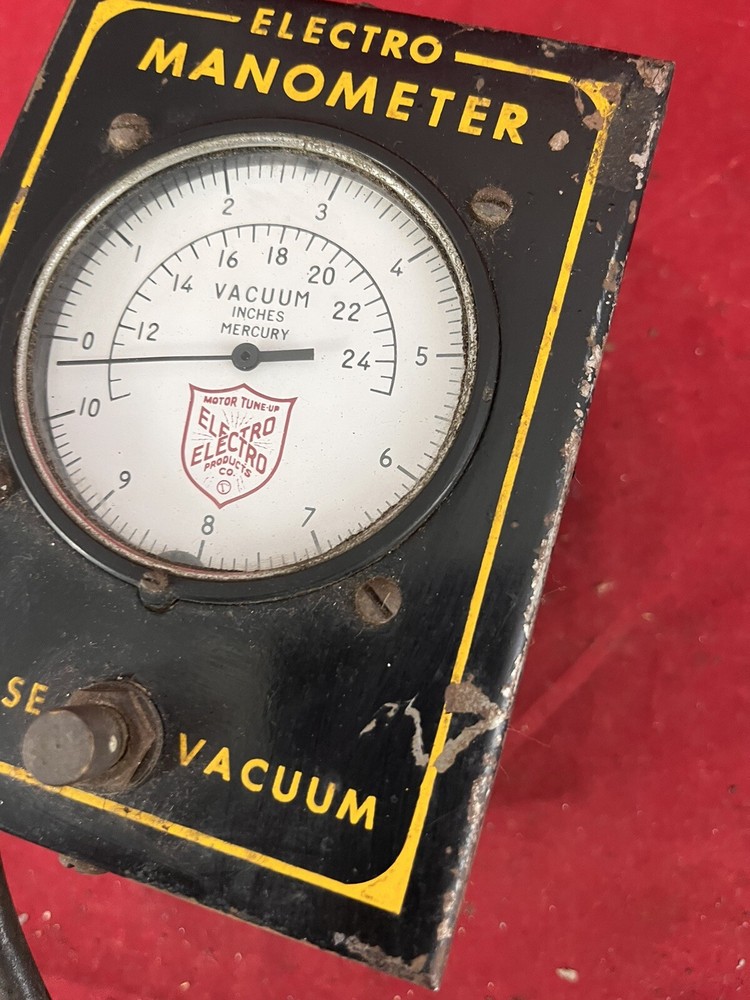 ELECTRO
MANOMETER
0 1 2 3 4 5 6 7 8 9 10
12 14 16 18 20 22 24
VACUUM
INCHES
MERCURY
MOTOR TUNE-UP
ELECTRO
ELECTRO
PRODUCTS
CO.
SE
VACUUM